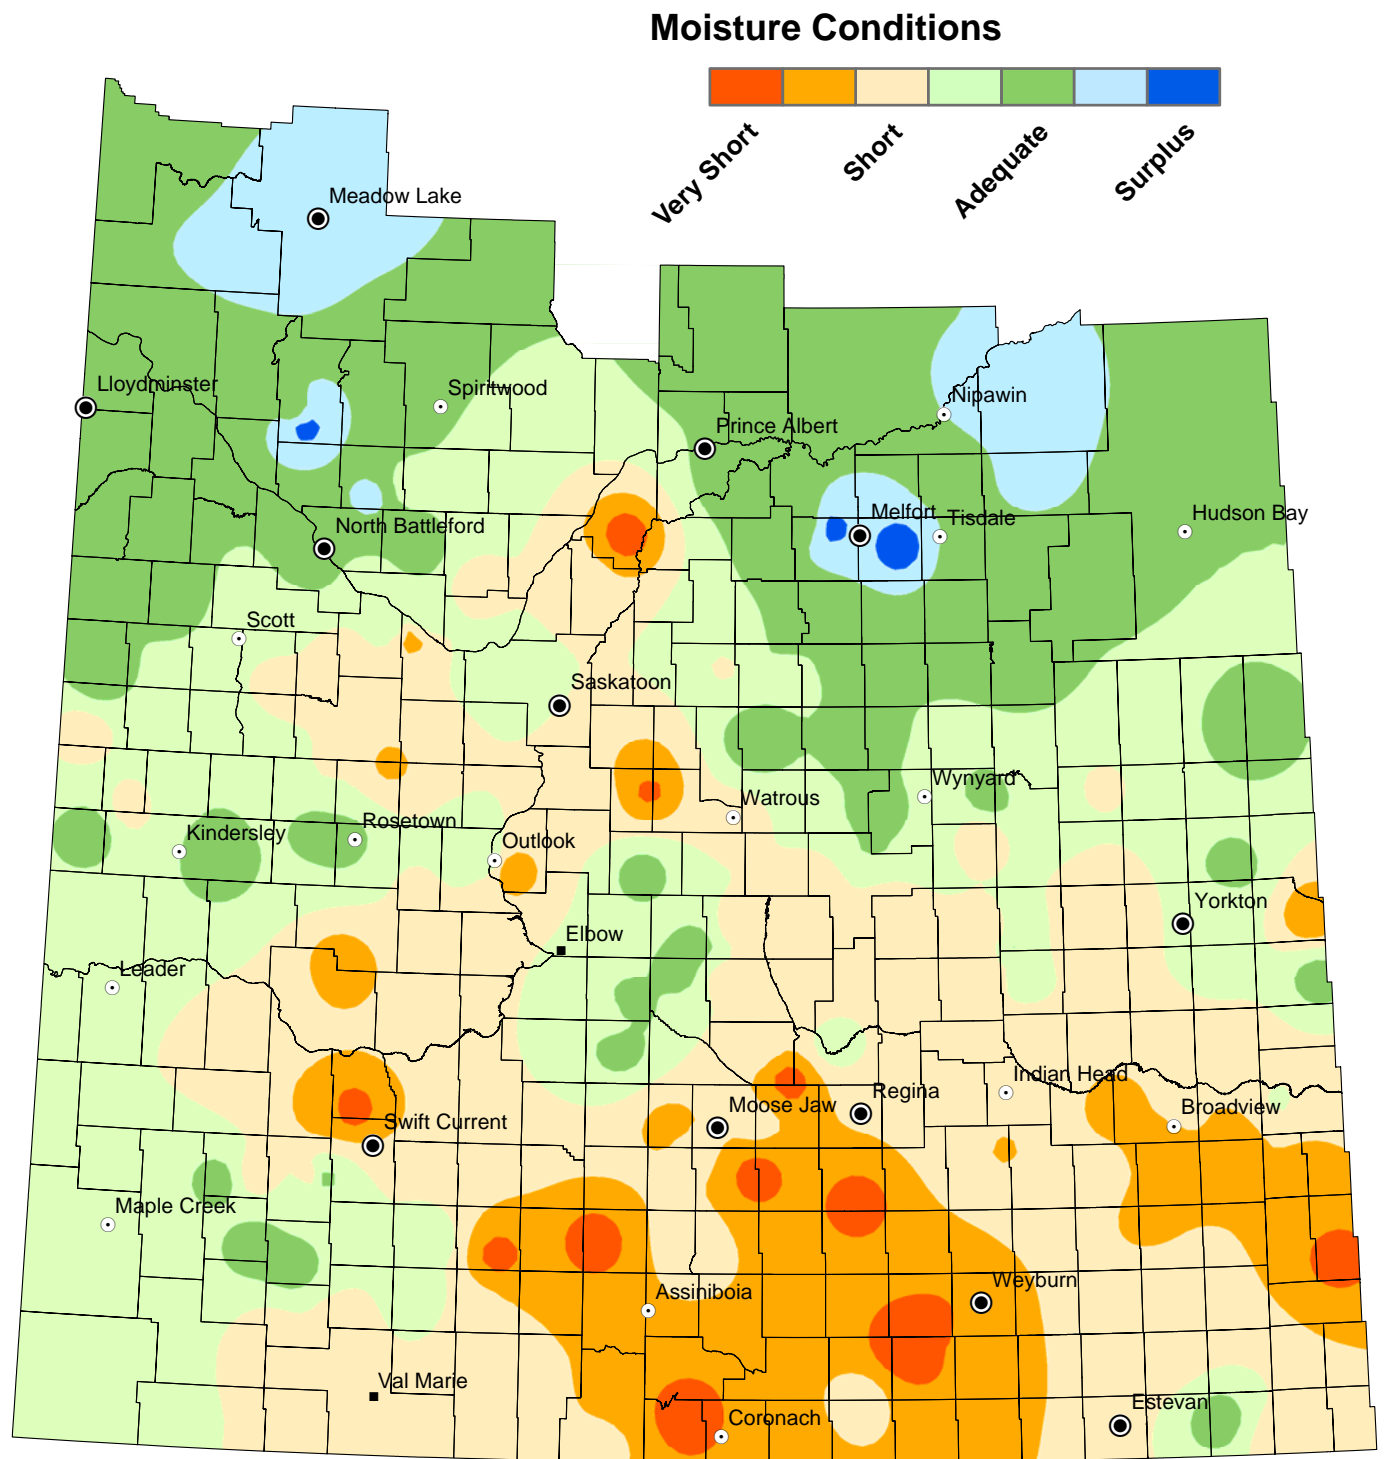 Moisture Conditions
Very Short
Short
Adequate
Surplus
Meadow Lake
Lloydminster
Spiritwood
Nipawin
Prince Albert
Melfort
Tisdale
Hudson Bay
North Battleford
Scott
Saskatoon
Wynyard
Watrous
Rosetown
Kindersley
Outlook
Yorkton
Elbow
Leader
Indian Head
Regina
Moose Jaw
Broadview
Swift Current
Maple Creek
Weyburn
Assiniboia
Val Marie
Estevan
Coronach